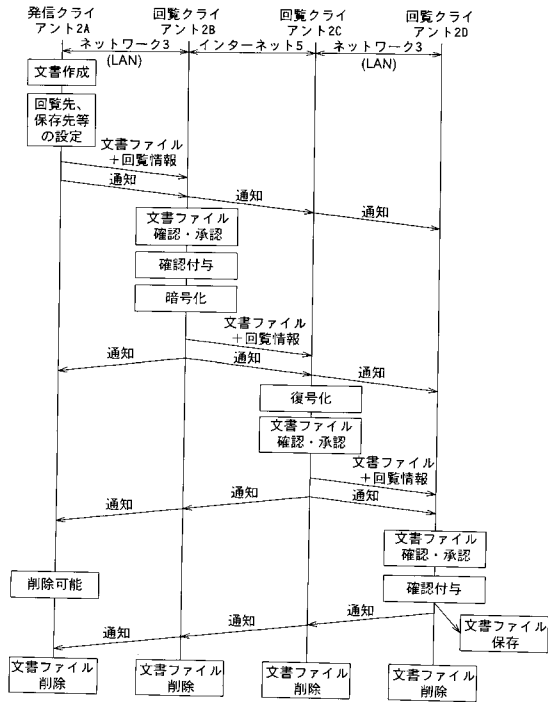 発信クライ
アント2A
回覧クライ
アント2B
回覧クライ
アント2C
回覧クライ
アント2D
ネットワーク3
(LAN)
インターネット5
ネットワーク3
(LAN)
文書作成
回覧先、
保存先等
の設定
文書ファイル
+回覧情報
通知
通知
通知
文書ファイル
確認・承認
確認付与
暗号化
文書ファイル
+回覧情報
通知
通知
通知
復号化
文書ファイル
確認・承認
文書ファイル
+回覧情報
通知
通知
通知
文書ファイル
確認・承認
削除可能
確認付与
通知
通知
通知
文書ファイル
保存
文書ファイル
削除
文書ファイル
削除
文書ファイル
削除
文書ファイル
削除